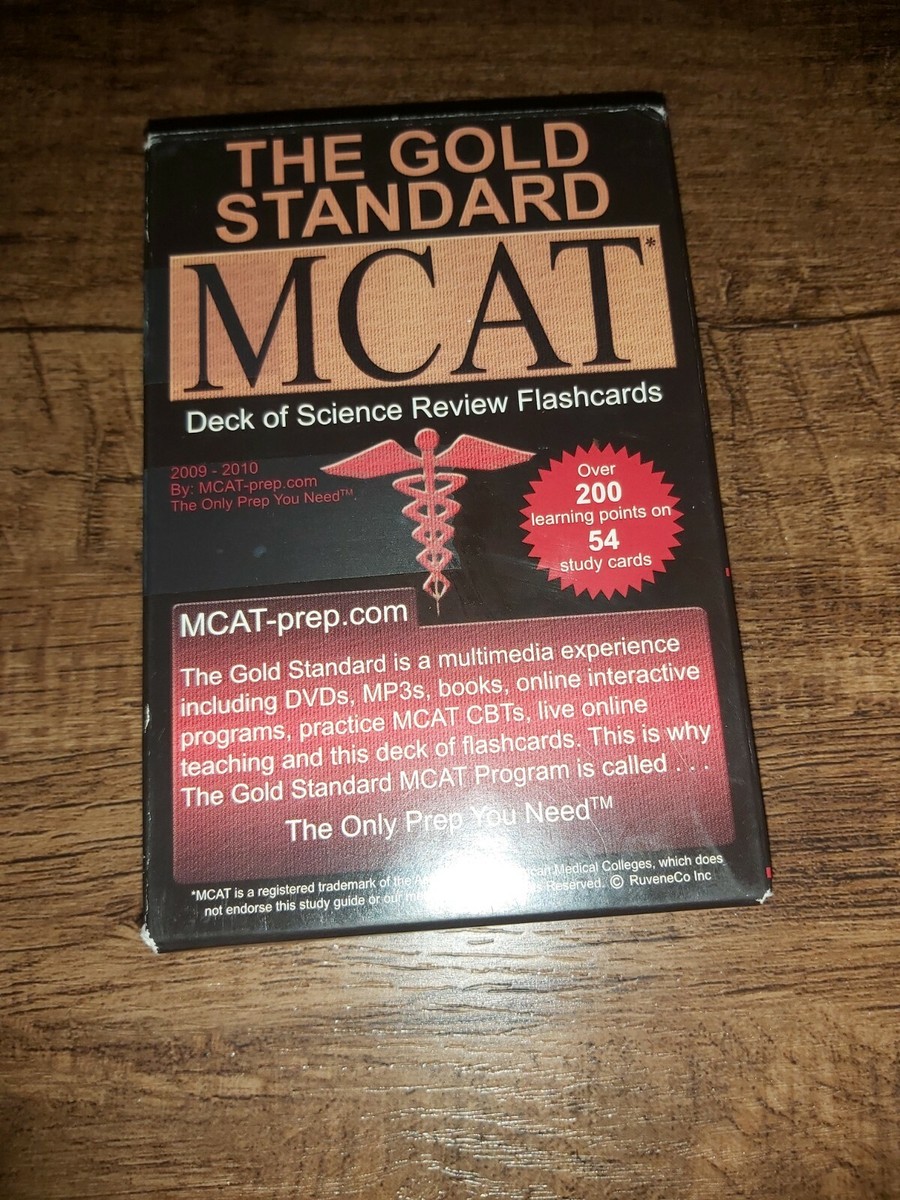 THE GOLD
STANDARD
MCAT*
Deck of Science Review Flashcards
2009 - 2010
By: MCAT-prep.com
The Only Prep You Need™.
Over
200
learning points on
54
study cards
MCAT-prep.com
The Gold Standard is a multimedia experience
including DVDs, MP3s, books, online interactive
programs, practice MCAT CBTs, live online
teaching and this deck of flashcards. This is why
The Gold Standard MCAT Program is called . . .
The Only Prep You Need™
*MCAT is a registered trademark of the Medical Colleges, which does
not endorse this study guide or our Reserved. © RuveneCo Inc